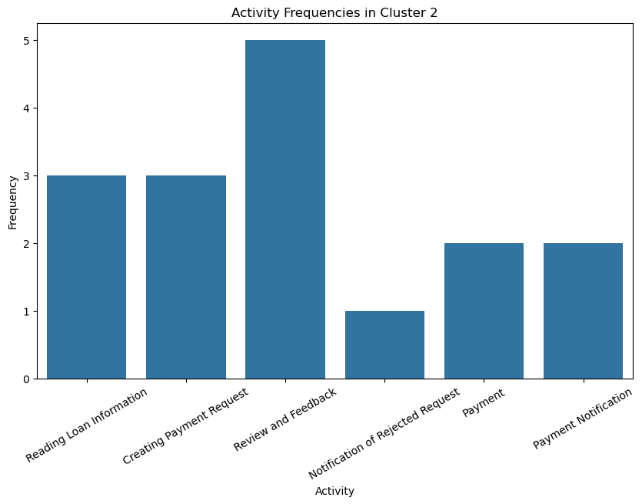 Activity Frequencies in Cluster 2
Frequency
5
4
3
2
1
0
Reading Loan Information
Creating Payment Request
Review and Feedback
Notification of Rejected Request
Payment
Payment Notification
Activity